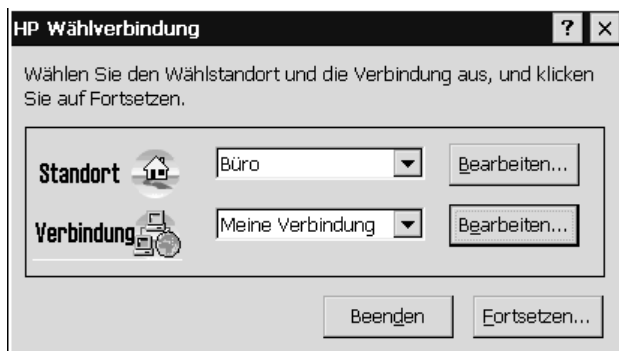 HP Wählverbindung ? ×
Wählen Sie den Wählstandort und die Verbindung aus, und klicken
Sie auf Fortsetzen.
Standort Büro Bearbeiten...
Verbindung Meine Verbindung Bearbeiten...
Beenden Fortsetzen...